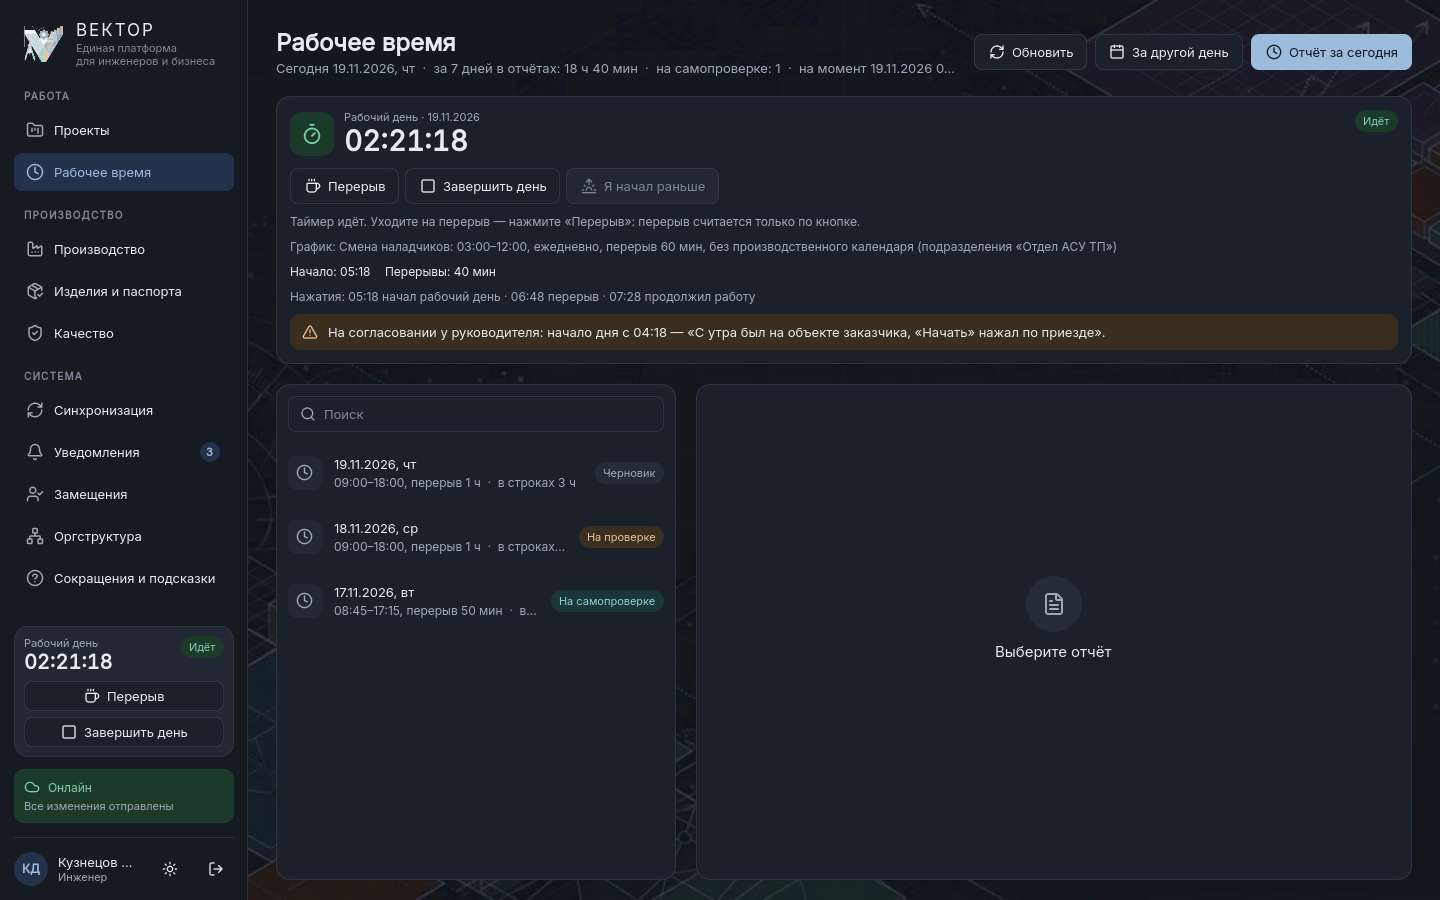 ВЕКТОР
Единая платформа
для инженеров и бизнеса
РАБОТА
Проекты
Рабочее время
ПРОИЗВОДСТВО
Производство
Изделия и паспорта
Качество
СИСТЕМА
Синхронизация
Уведомления 3
Замещения
Оргструктура
Сокращения и подсказки
Рабочий день
Идёт
02:21:18
Перерыв
Завершить день
Онлайн
Все изменения отправлены
КД
Кузнецов ...
Инженер
Рабочее время
Сегодня 19.11.2026, чт · за 7 дней в отчётах: 18 ч 40 мин · на самопроверке: 1 · на момент 19.11.2026 0...
Обновить
За другой день
Отчёт за сегодня
Рабочий день · 19.11.2026
02:21:18
Идёт
Перерыв
Завершить день
Я начал раньше
Таймер идёт. Уходите на перерыв — нажмите «Перерыв»: перерыв считается только по кнопке.
График: Смена наладчиков: 03:00–12:00, ежедневно, перерыв 60 мин, без производственного календаря (подразделения «Отдел АСУ ТП»)
Начало: 05:18 Перерывы: 40 мин
Нажатия: 05:18 начал рабочий день · 06:48 перерыв · 07:28 продолжил работу
На согласовании у руководителя: начало дня с 04:18 — «С утра был на объекте заказчика, «Начать» нажал по приезде».
Поиск
19.11.2026, чт
09:00–18:00, перерыв 1 ч · в строках 3 ч
Черновик
18.11.2026, ср
09:00–18:00, перерыв 1 ч · в строках...
На проверке
17.11.2026, вт
08:45–17:15, перерыв 50 мин · в...
На самопроверке
Выберите отчёт